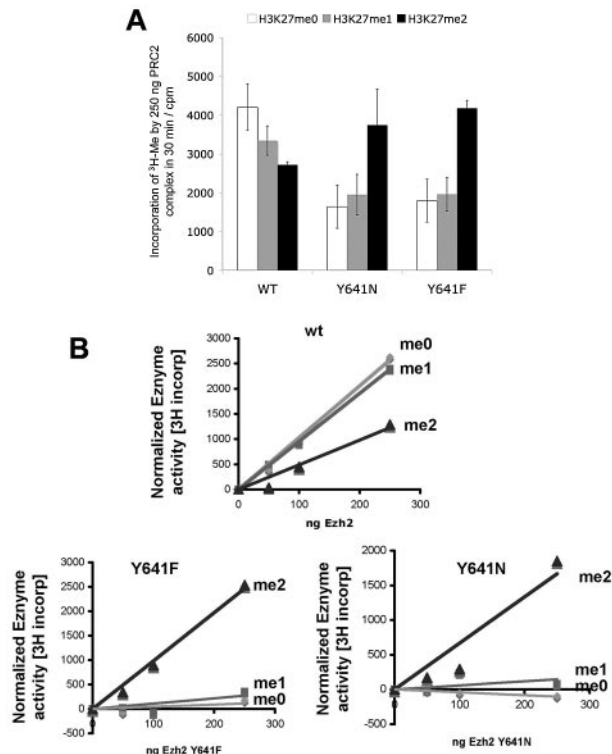 A
H3K27me0 H3K27me1 H3K27me2
Incorporation of ³H-Me by 250 ng PRC2
complex in 30 min / cpm
6000
5000
4000
3000
2000
1000
0
WT Y641N Y641F
B
wt
Normalized Eznyme
activity [3H incorp]
3000
2500
2000
1500
1000
500
0
me0
me1
me2
0 100 200 300
ng Ezh2
Y641F
Normalized Eznyme
activity [3H incorp]
3000
2500
2000
1500
1000
500
0
-500
me2
me1
me0
0 100 200 300
ng Ezh2 Y641F
Y641N
Normalized Eznyme
activity [3H incorp]
2000
1500
1000
500
0
-500
me2
me1
me0
0 100 200 300
ng Ezh2 Y641N